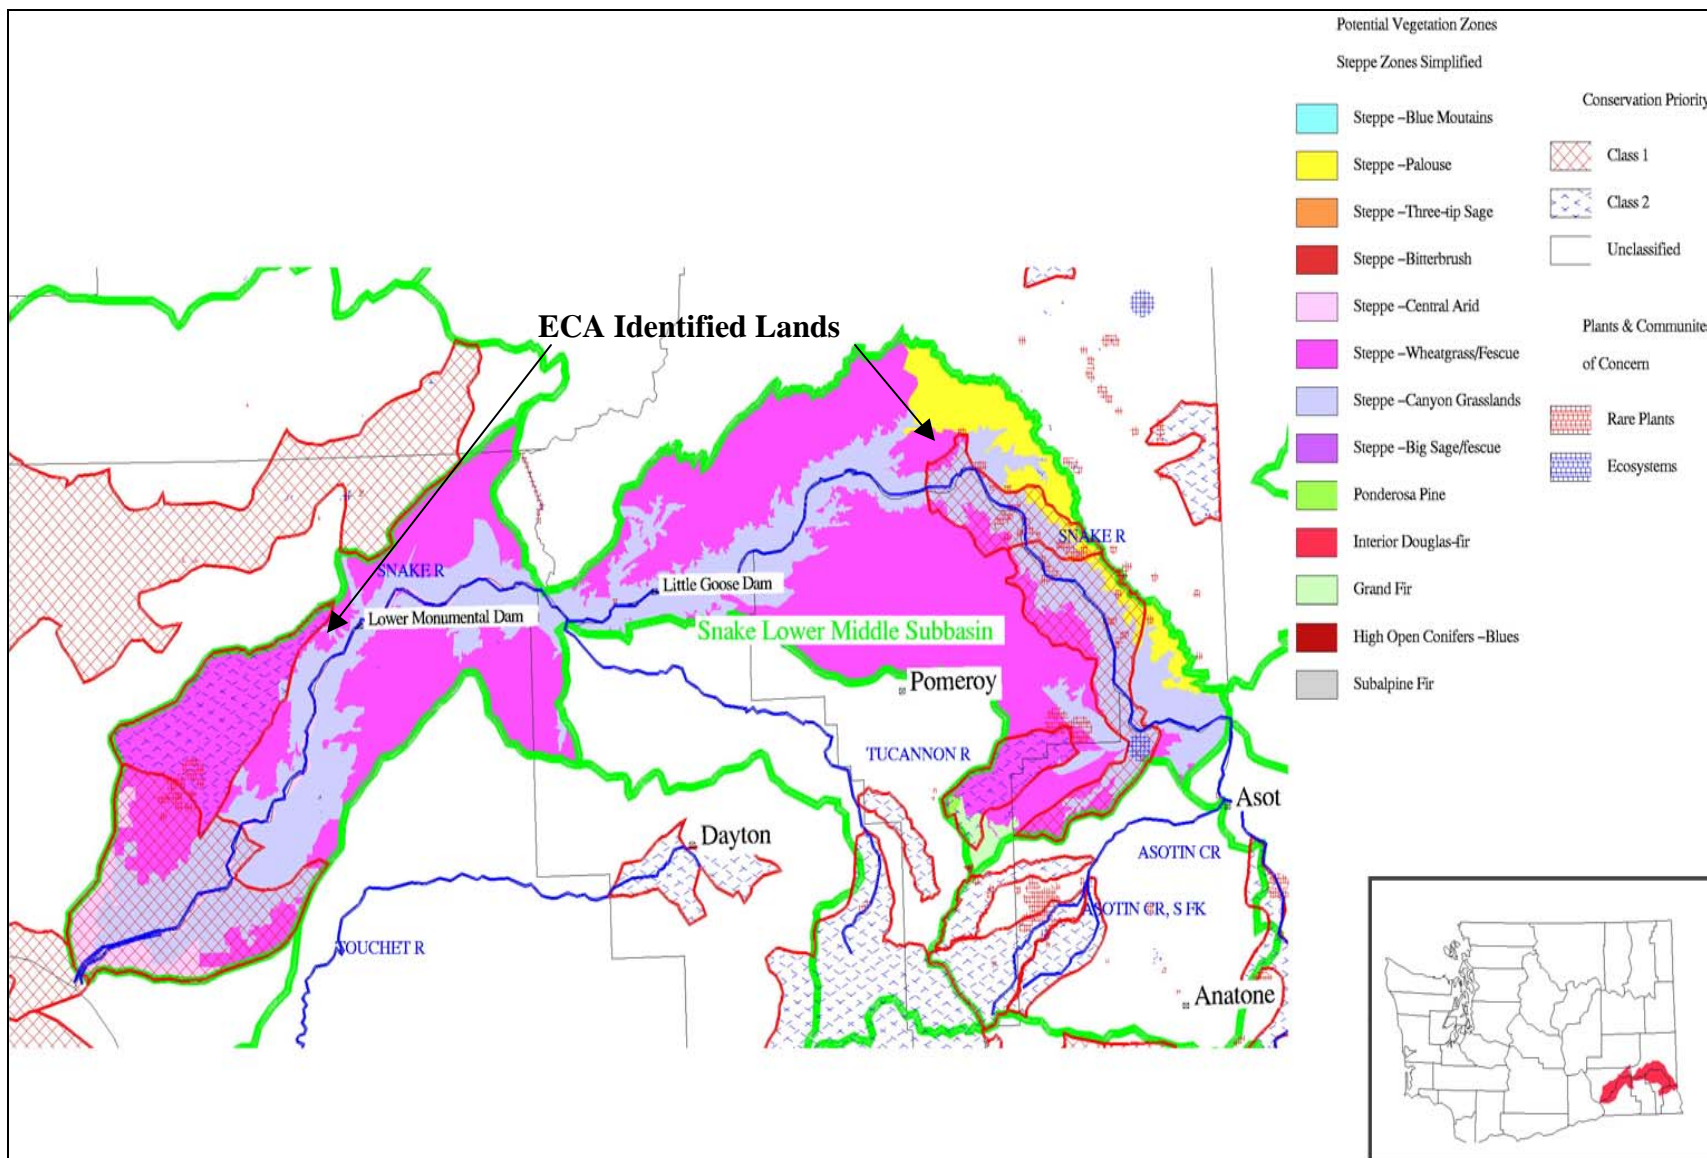 Potential Vegetation Zones
Steppe Zones Simplified
Steppe –Blue Moutains
Steppe –Palouse
Steppe –Three-tip Sage
Steppe –Bitterbrush
Steppe –Central Arid
Steppe –Wheatgrass/Fescue
Steppe –Canyon Grasslands
Steppe –Big Sage/fescue
Ponderosa Pine
Interior Douglas-fir
Grand Fir
High Open Conifers –Blues
Subalpine Fir
Conservation Priority
Class 1
Class 2
Unclassified
Plants & Communites
of Concern
Rare Plants
Ecosystems
ECA Identified Lands
SNAKE R
SNAKE R
Little Goose Dam
Lower Monumental Dam
Snake Lower Middle Subbasin
Pomeroy
TUCANNON R
Asot
Dayton
ASOTIN CR
ASOTIN CR, S FK
TOUCHET R
Anatone